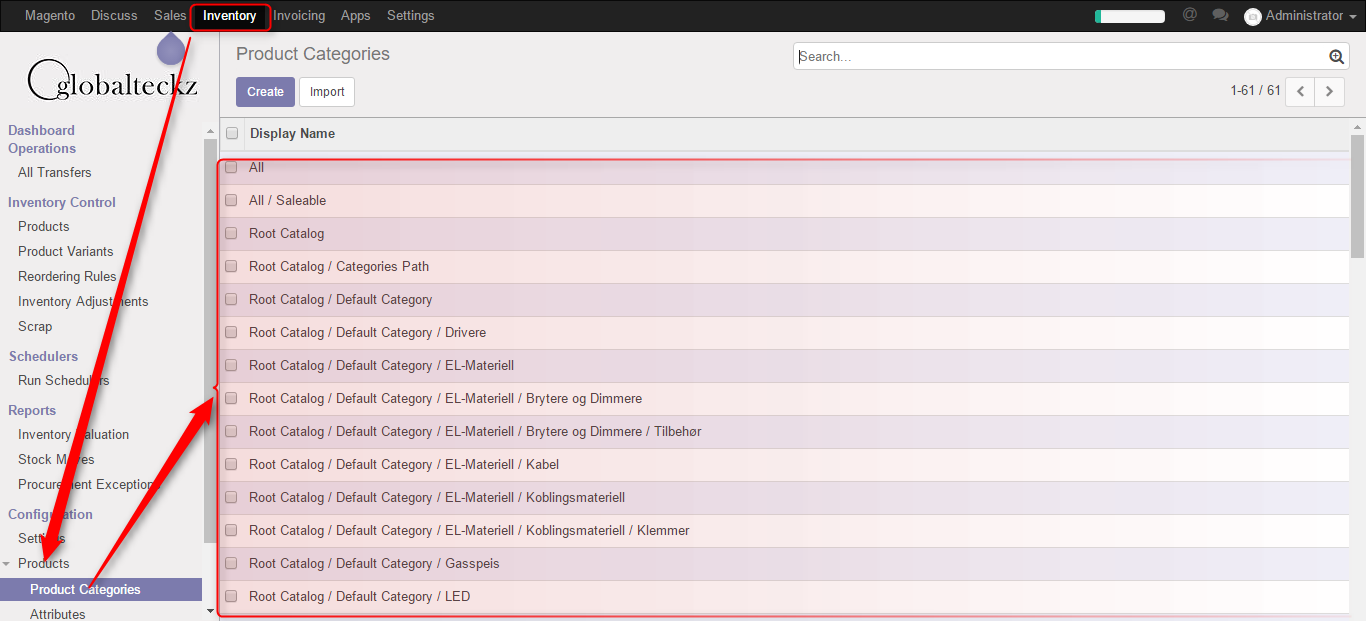 Magento Discuss Sales Inventory Invoicing Apps Settings @ Administrator
globalteckz
Dashboard
Operations
All Transfers
Inventory Control
Products
Product Variants
Reordering Rules
Inventory Adjustments
Scrap
Schedulers
Run Schedulers
Reports
Inventory Valuation
Stock Moves
Procurement Exceptions
Configuration
Settings
Products
Product Categories
Attributes
Product Categories
Search...
Create Import
1-61 / 61
Display Name
All
All / Saleable
Root Catalog
Root Catalog / Categories Path
Root Catalog / Default Category
Root Catalog / Default Category / Drivere
Root Catalog / Default Category / EL-Materiell
Root Catalog / Default Category / EL-Materiell / Brytere og Dimmere
Root Catalog / Default Category / EL-Materiell / Brytere og Dimmere / Tilbehør
Root Catalog / Default Category / EL-Materiell / Kabel
Root Catalog / Default Category / EL-Materiell / Koblingsmateriell
Root Catalog / Default Category / EL-Materiell / Koblingsmateriell / Klemmer
Root Catalog / Default Category / Gasspeis
Root Catalog / Default Category / LED